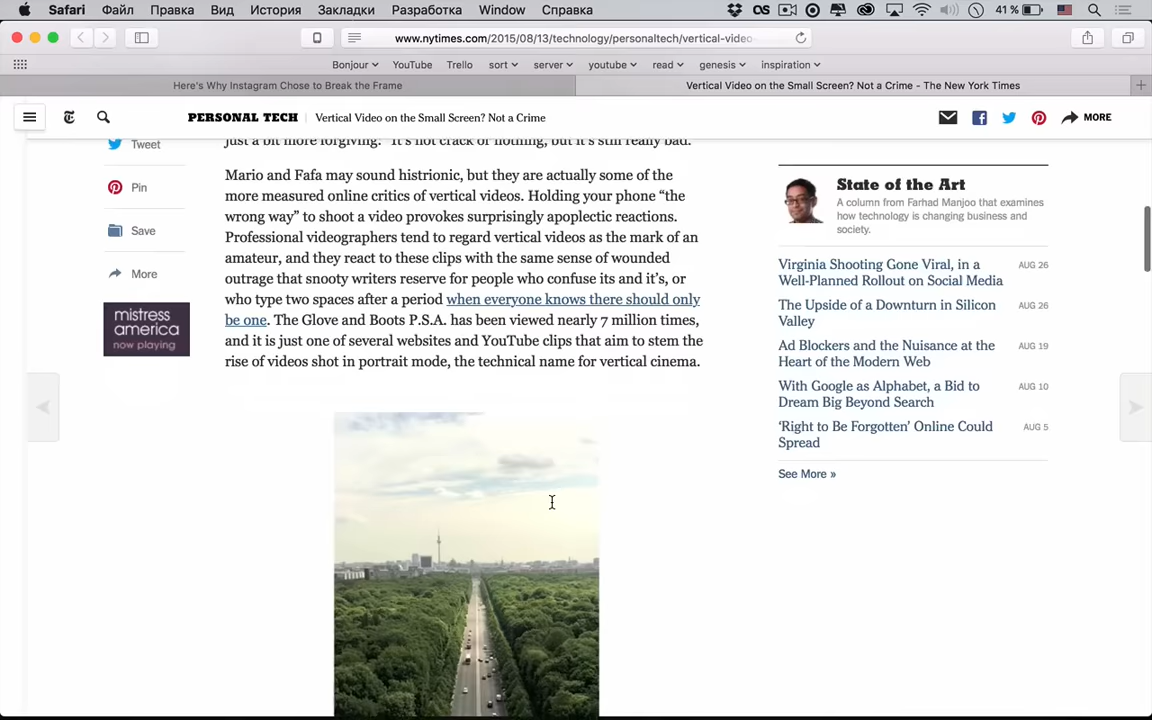 Safari Файл Правка Вид История Закладки Разработка Window Справка 41 %
www.nytimes.com/2015/08/13/technology/personaltech/vertical-video-
Bonjour YouTube Trello sort server youtube read genesis inspiration
Here's Why Instagram Chose to Break the Frame
Vertical Video on the Small Screen? Not a Crime - The New York Times
PERSONAL TECH Vertical Video on the Small Screen? Not a Crime MORE
Tweet
Pin
Save
More
mistress
america
now playing
just a bit more forgiving: “It’s not crack or nothing, but it’s still really bad.”
Mario and Fafa may sound histrionic, but they are actually some of the
more measured online critics of vertical videos. Holding your phone “the
wrong way” to shoot a video provokes surprisingly apoplectic reactions.
Professional videographers tend to regard vertical videos as the mark of an
amateur, and they react to these clips with the same sense of wounded
outrage that snooty writers reserve for people who confuse its and it’s, or
who type two spaces after a period when everyone knows there should only
be one. The Glove and Boots P.S.A. has been viewed nearly 7 million times,
and it is just one of several websites and YouTube clips that aim to stem the
rise of videos shot in portrait mode, the technical name for vertical cinema.
State of the Art
A column from Farhad Manjoo that examines
how technology is changing business and
society.
Virginia Shooting Gone Viral, in a AUG 26
Well-Planned Rollout on Social Media
The Upside of a Downturn in Silicon AUG 26
Valley
Ad Blockers and the Nuisance at the AUG 19
Heart of the Modern Web
With Google as Alphabet, a Bid to AUG 10
Dream Big Beyond Search
‘Right to Be Forgotten’ Online Could AUG 5
Spread
See More »